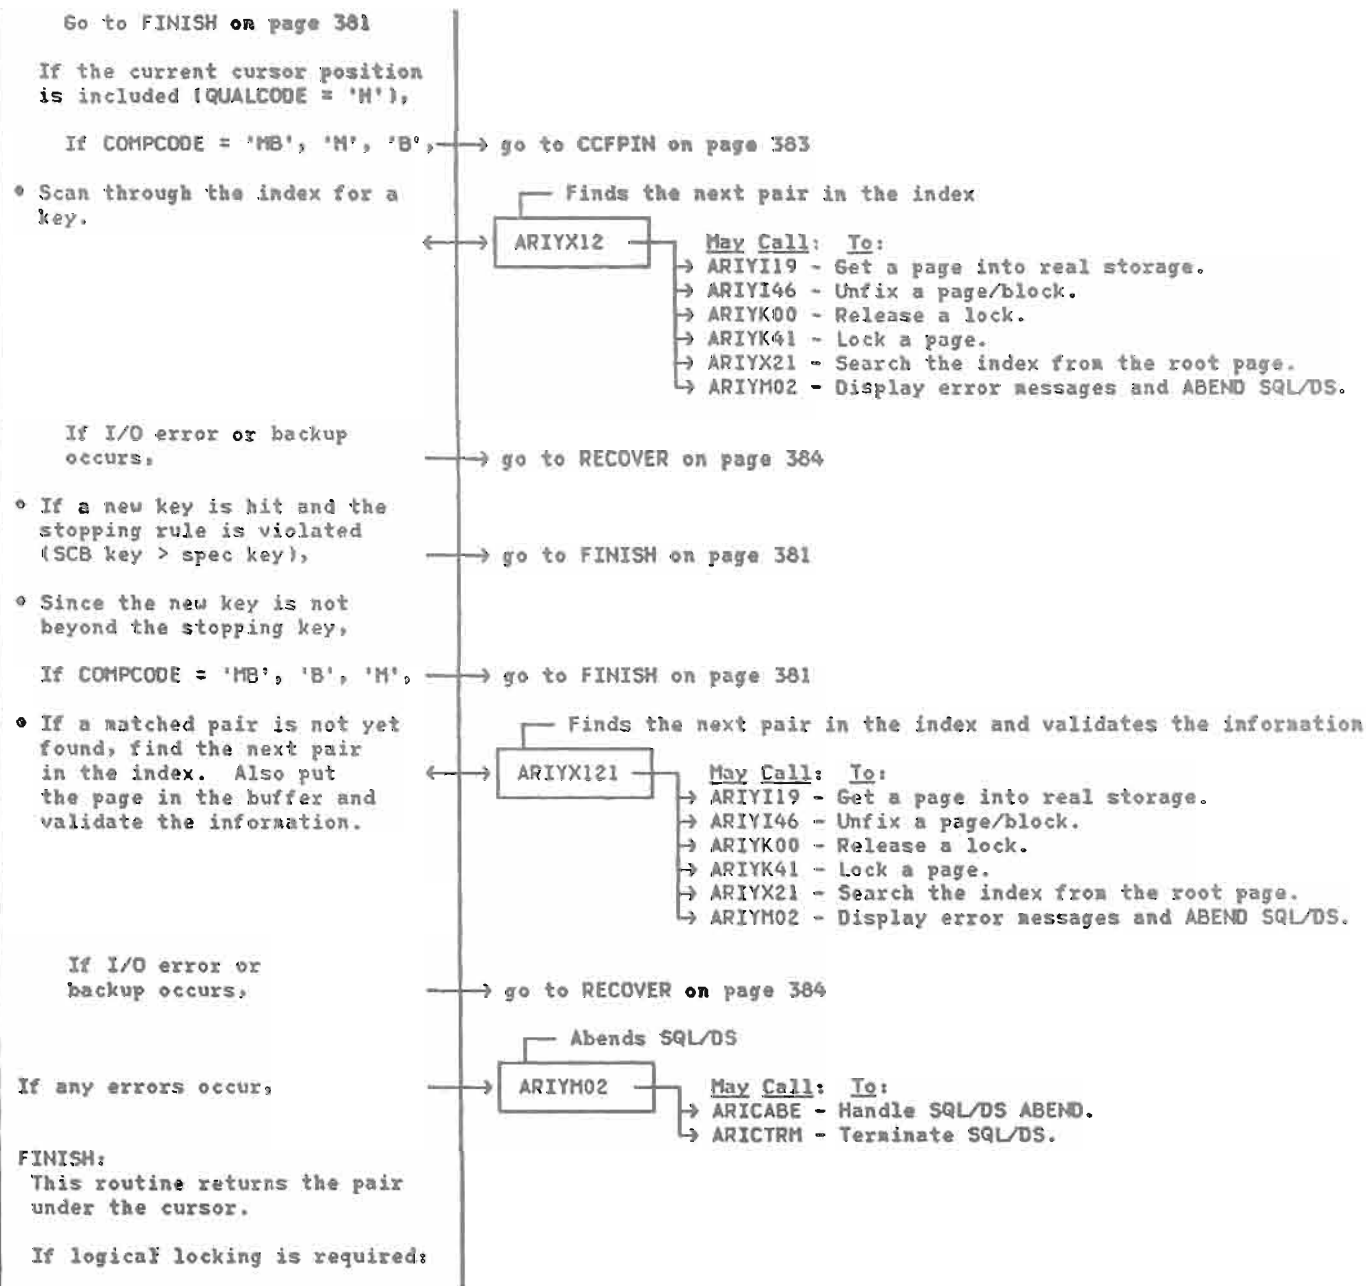 Go to FINISH on page 381
If the current cursor position
is included (QUALCODE = 'M'),
If COMPCODE = 'MB', 'M', 'B',
go to CCFPIN on page 383
• Scan through the index for a
key.
Finds the next pair in the index
ARIYX12
May Call: To:
ARIYI19 - Get a page into real storage.
ARIYI46 - Unfix a page/block.
ARIYK00 - Release a lock.
ARIYK41 - Lock a page.
ARIYX21 - Search the index from the root page.
ARIYM02 - Display error messages and ABEND SQL/DS.
If I/O error or backup
occurs,
go to RECOVER on page 384
• If a new key is hit and the
stopping rule is violated
(SCB key > spec key),
go to FINISH on page 381
• Since the new key is not
beyond the stopping key,
If COMPCODE = 'MB', 'B', 'M',
go to FINISH on page 381
• If a matched pair is not yet
found, find the next pair
in the index. Also put
the page in the buffer and
validate the information.
Finds the next pair in the index and validates the information
ARIYX121
May Call: To:
ARIYI19 - Get a page into real storage.
ARIYI46 - Unfix a page/block.
ARIYK00 - Release a lock.
ARIYK41 - Lock a page.
ARIYX21 - Search the index from the root page.
ARIYM02 - Display error messages and ABEND SQL/DS.
If I/O error or
backup occurs,
go to RECOVER on page 384
Abends SQL/DS
If any errors occur,
ARIYM02
May Call: To:
ARICABE - Handle SQL/DS ABEND.
ARICTRM - Terminate SQL/DS.
FINISH:
This routine returns the pair
under the cursor.
If logical locking is required: